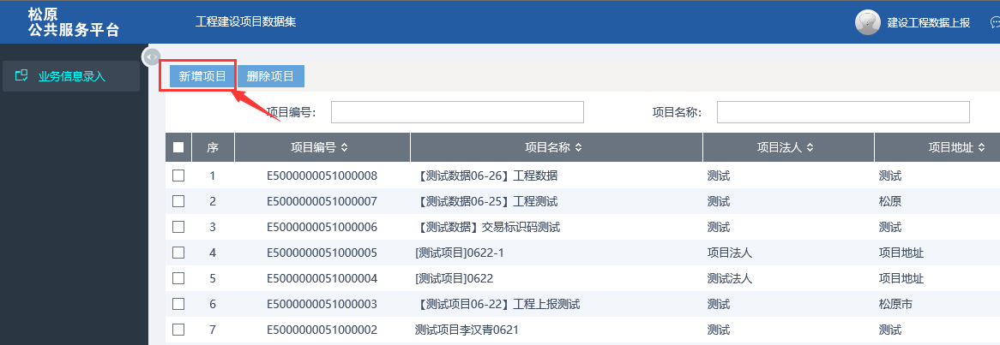 松原
公共服务平台
工程建设项目数据集
建设工程数据上报
业务信息录入
新增项目 删除项目
项目编号： 项目名称：
序 项目编号 项目名称 项目法人 项目地址
1 E5000000051000008 【测试数据06-26】工程数据 测试 测试
2 E5000000051000007 【测试数据06-25】工程测试 测试 松原
3 E5000000051000006 【测试数据】交易标识码测试 测试 测试
4 E5000000051000005 [测试项目]0622-1 项目法人 项目地址
5 E5000000051000004 [测试项目]0622 测试法人 项目地址
6 E5000000051000003 【测试项目06-22】工程上报测试 测试 松原市
7 E5000000051000002 测试项目李汉青0621 测试 测试